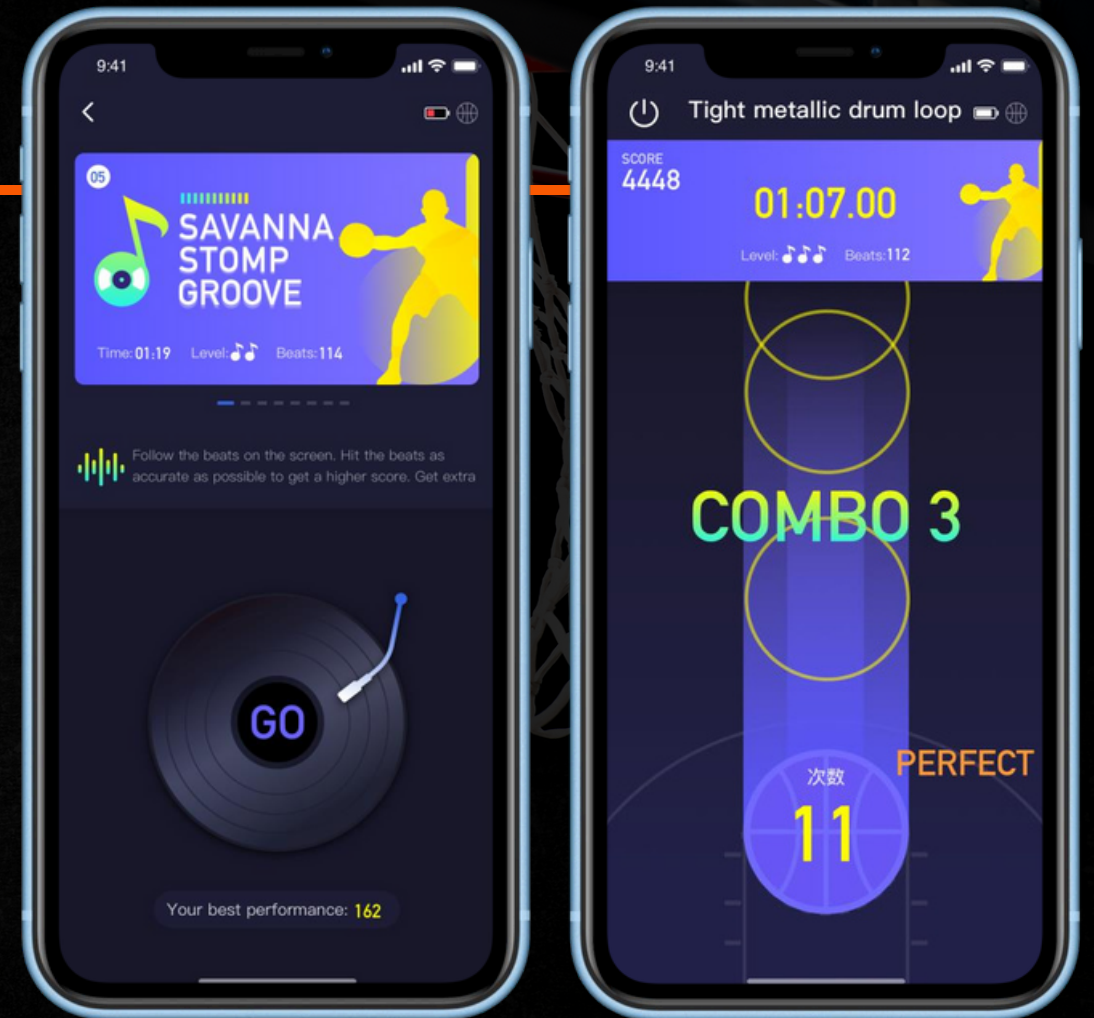 9:41
05
SAVANNA
STOMP
GROOVE
Time: 01:19 Level: Beats: 114
Follow the beats on the screen. Hit the beats as
accurate as possible to get a higher score. Get extra
GO
Your best performance: 162
9:41
Tight metallic drum loop
SCORE
4448
01:07.00
Level: Beats: 112
COMBO 3
PERFECT
次数
11